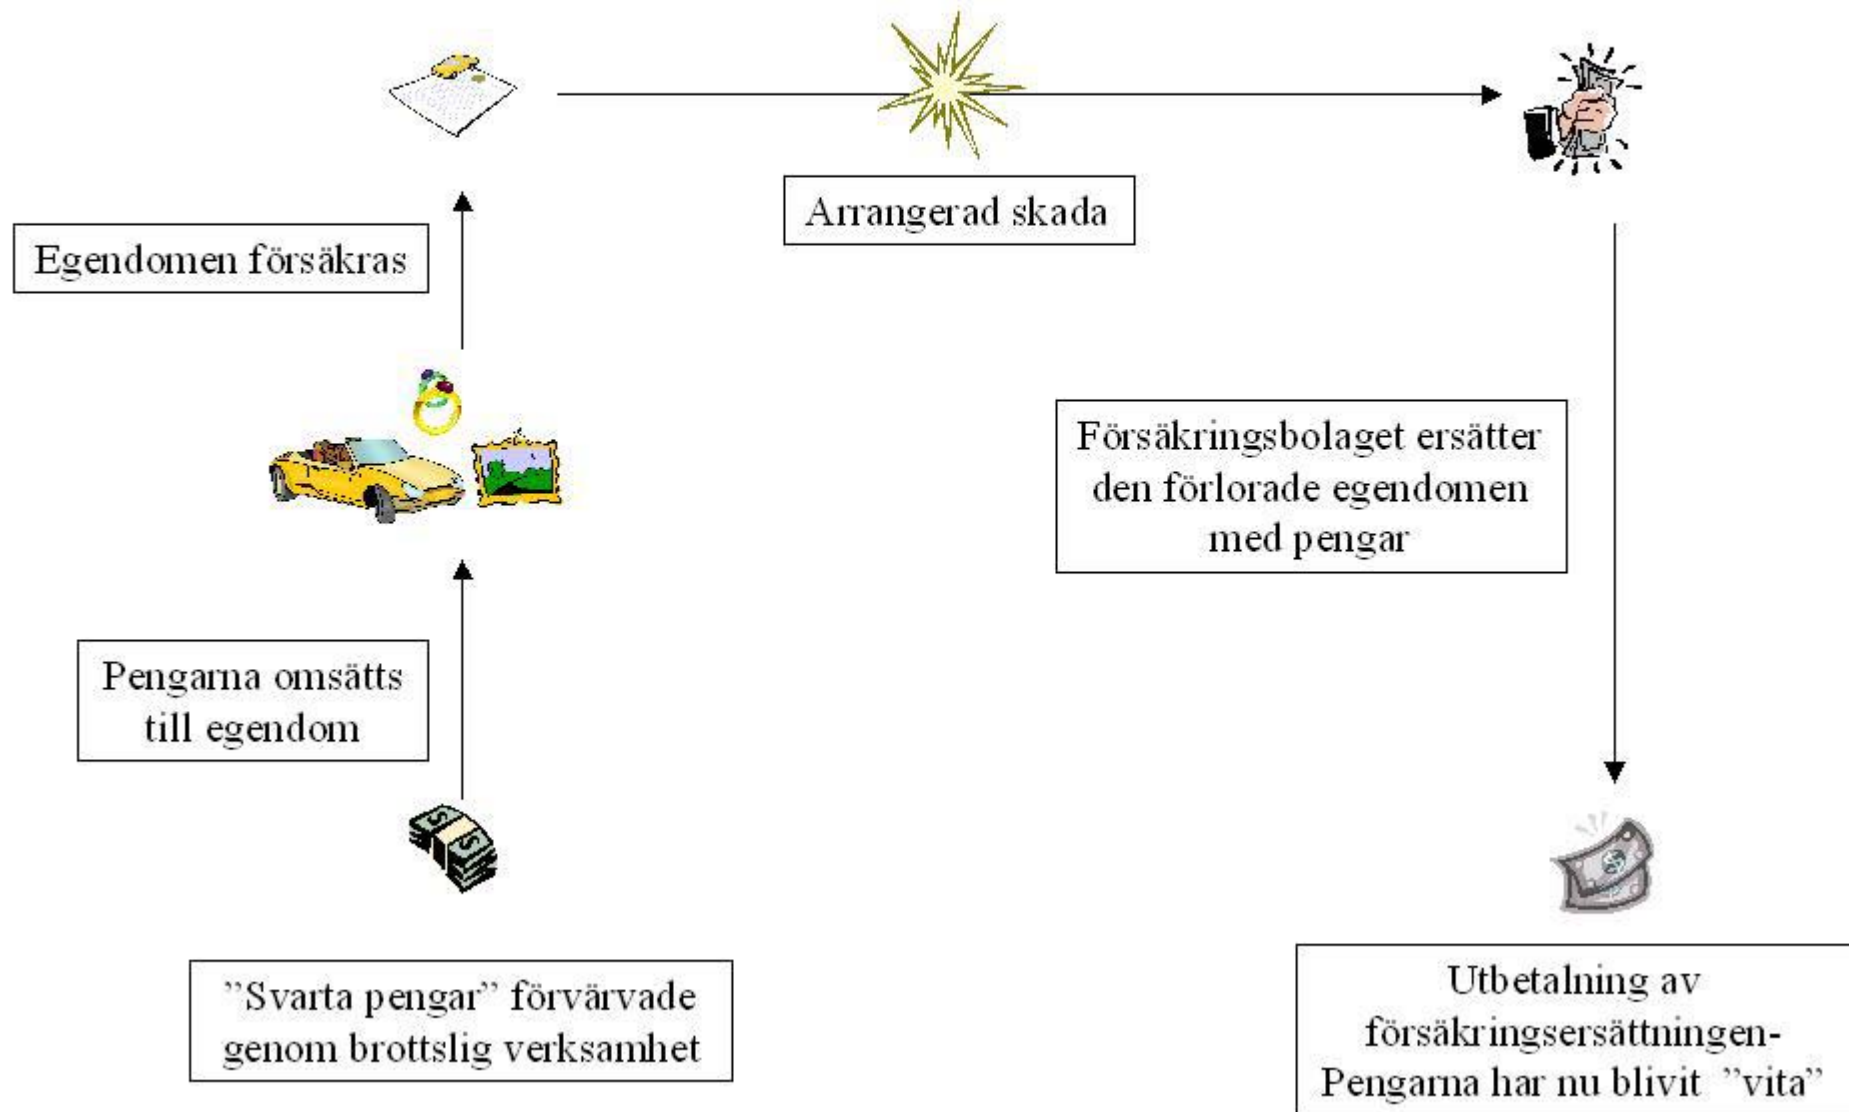 Arrangerad skada
Egendomen försäkras
Försäkringsbolaget ersätter
den förlorade egendomen
med pengar
Pengarna omsätts
till egendom
”Svarta pengar” förvärvade
genom brottslig verksamhet
Utbetalning av
försäkringsersättningen-
Pengarna har nu blivit ”vita”